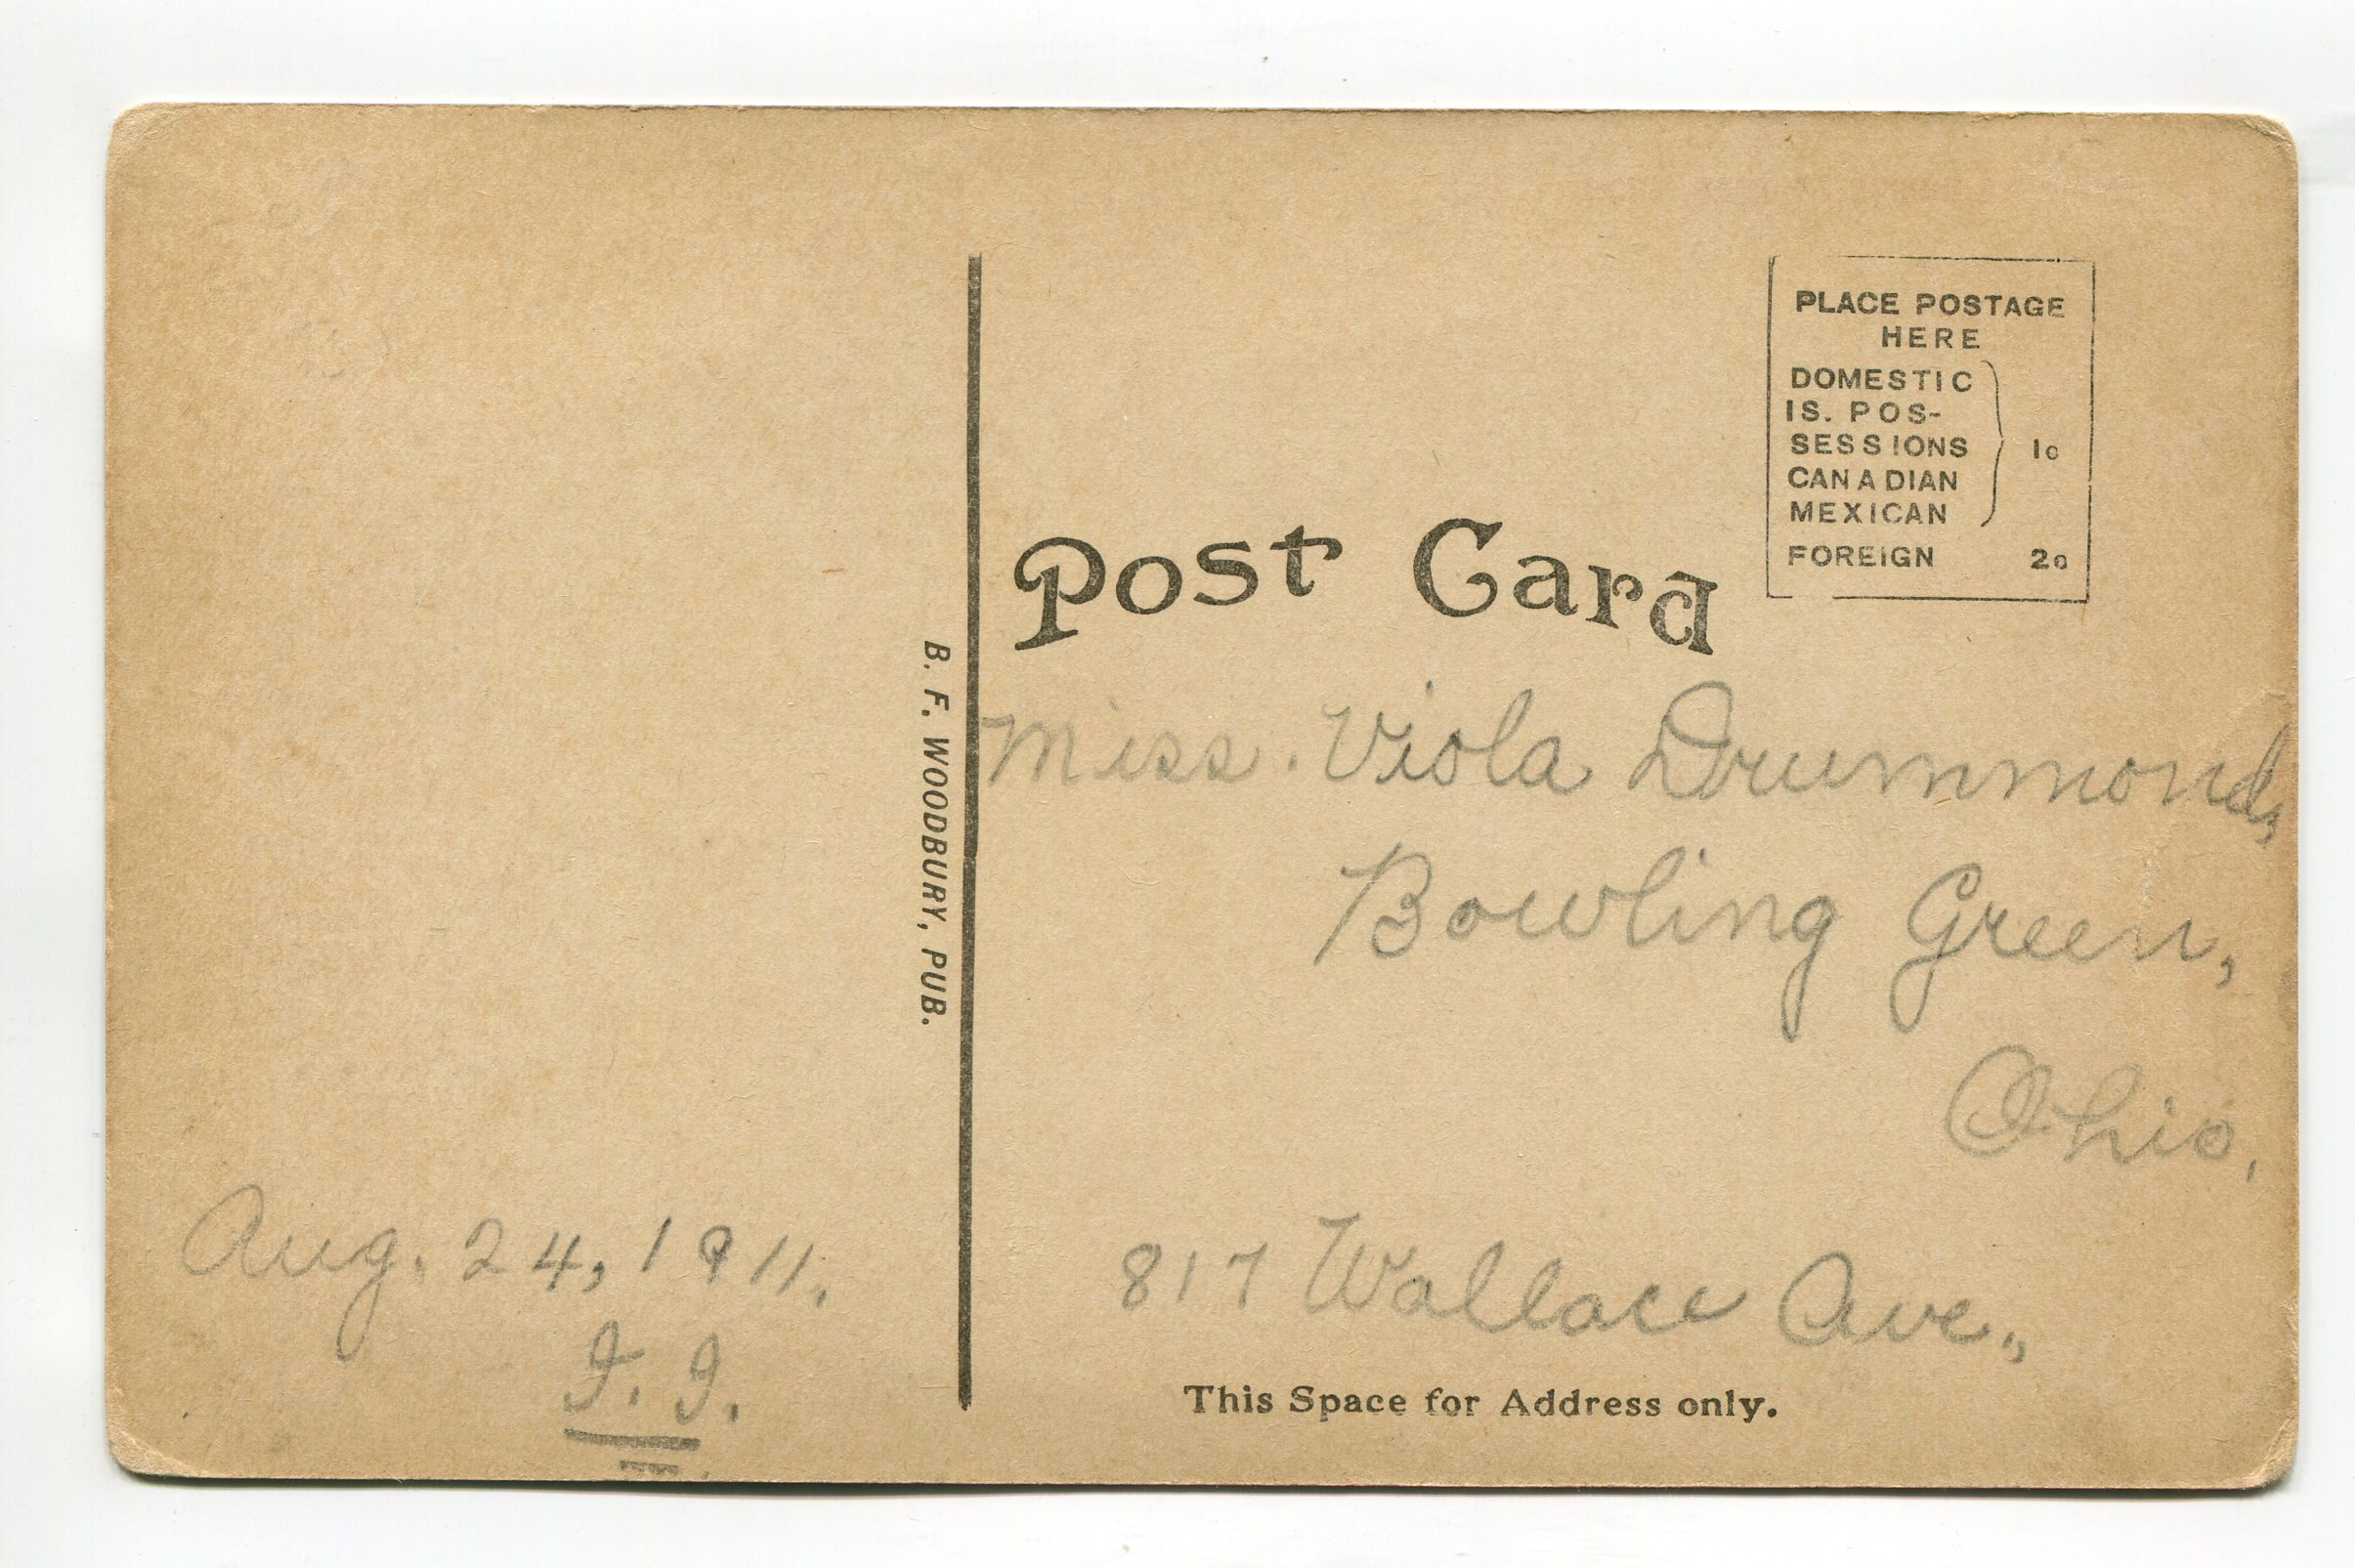 PLACE POSTAGE
HERE
DOMESTIC
IS. POS-
SESSIONS
CANADIAN
MEXICAN
1c
FOREIGN 2c
Post Card
B. F. WOODBURY, PUB.
Miss. Viola Drummond,
Bowling Green,
Ohio,
817 Wallace Ave.,
This Space for Address only.
Aug. 24, 1911.